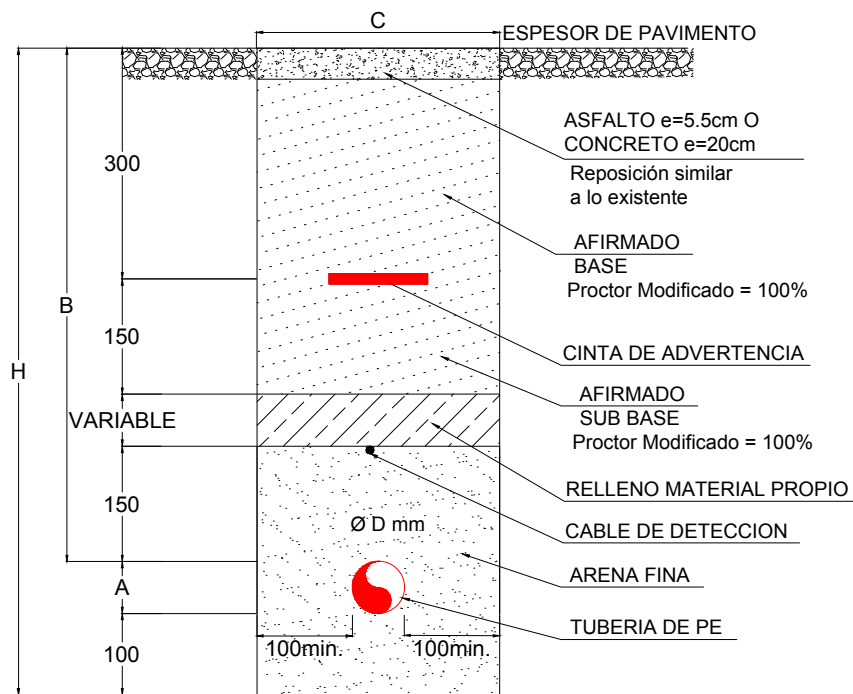 C
ESPESOR DE PAVIMENTO
ASFALTO e=5.5cm O
CONCRETO e=20cm
Reposición similar
a lo existente
300
AFIRMADO
BASE
Proctor Modificado = 100%
B
150
CINTA DE ADVERTENCIA
H
AFIRMADO
SUB BASE
Proctor Modificado = 100%
VARIABLE
RELLENO MATERIAL PROPIO
150
Ø D mm
CABLE DE DETECCION
ARENA FINA
A
TUBERIA DE PE
100min.
100min.
100